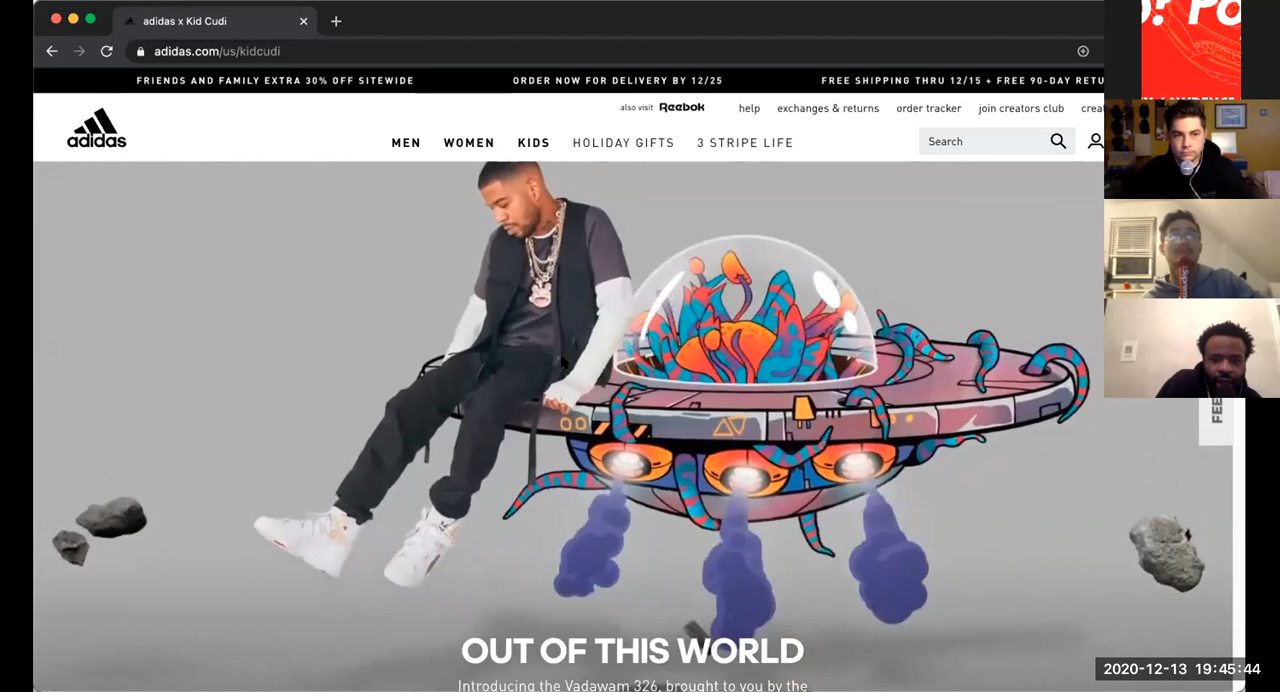 adidas x Kid Cudi
adidas.com/us/kidcudi
FRIENDS AND FAMILY EXTRA 30% OFF SITEWIDE
ORDER NOW FOR DELIVERY BY 12/25
FREE SHIPPING THRU 12/15 + FREE 90-DAY RETU
also visit Reebok
help
exchanges & returns
order tracker
join creators club
creat
adidas
MEN
WOMEN
KIDS
HOLIDAY GIFTS
3 STRIPE LIFE
Search
Supreme
FEE
OUT OF THIS WORLD
Introducing the Vadawam 326, brought to you by the
2020-12-13 19:45:44